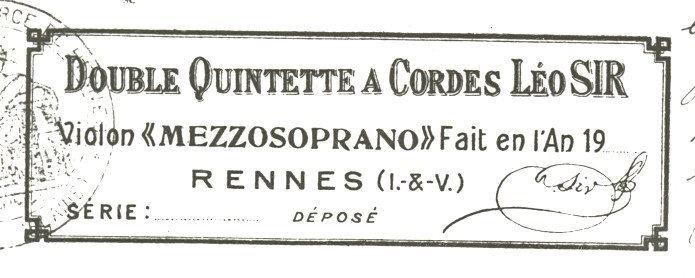 DOUBLE QUINTETTE A CORDES LÉO SIR
Violon «MEZZOSOPRANO» Fait en l'An 19
RENNES (I.-&-V.)
SÉRIE:
DÉPOSÉ